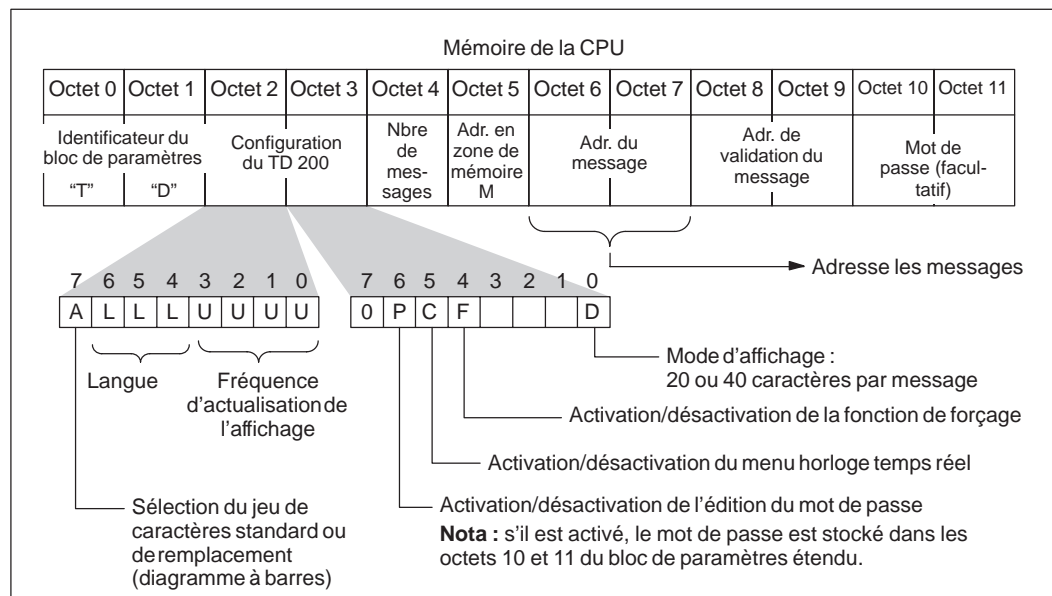 Mémoire de la CPU
Octet 0 Octet 1 Octet 2 Octet 3 Octet 4 Octet 5 Octet 6 Octet 7 Octet 8 Octet 9 Octet 10 Octet 11
Identificateur du
bloc de paramètres
“T” “D”
Configuration
du TD 200
Nbre
de
mes-
sages
Adr. en
zone de
mémoire
M
Adr. du
message
Adr. de
validation du
message
Mot de
passe (facul-
tatif)
Adresse les messages
7 6 5 4 3 2 1 0
A L L L U U U U
7 6 5 4 3 2 1 0
0 P C F D
Langue
Fréquence
d’actualisation de
l’affichage
Mode d’affichage :
20 ou 40 caractères par message
Activation/désactivation de la fonction de forçage
Activation/désactivation du menu horloge temps réel
Sélection du jeu de
caractères standard ou
de remplacement
(diagramme à barres)
Activation/désactivation de l’édition du mot de passe
Nota : s’il est activé, le mot de passe est stocké dans les
octets 10 et 11 du bloc de paramètres étendu.